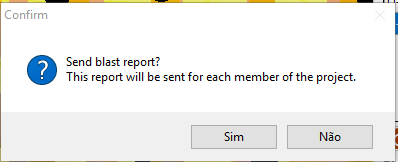 Confirm
Send blast report?
This report will be sent for each member of the project.
Sim
Não